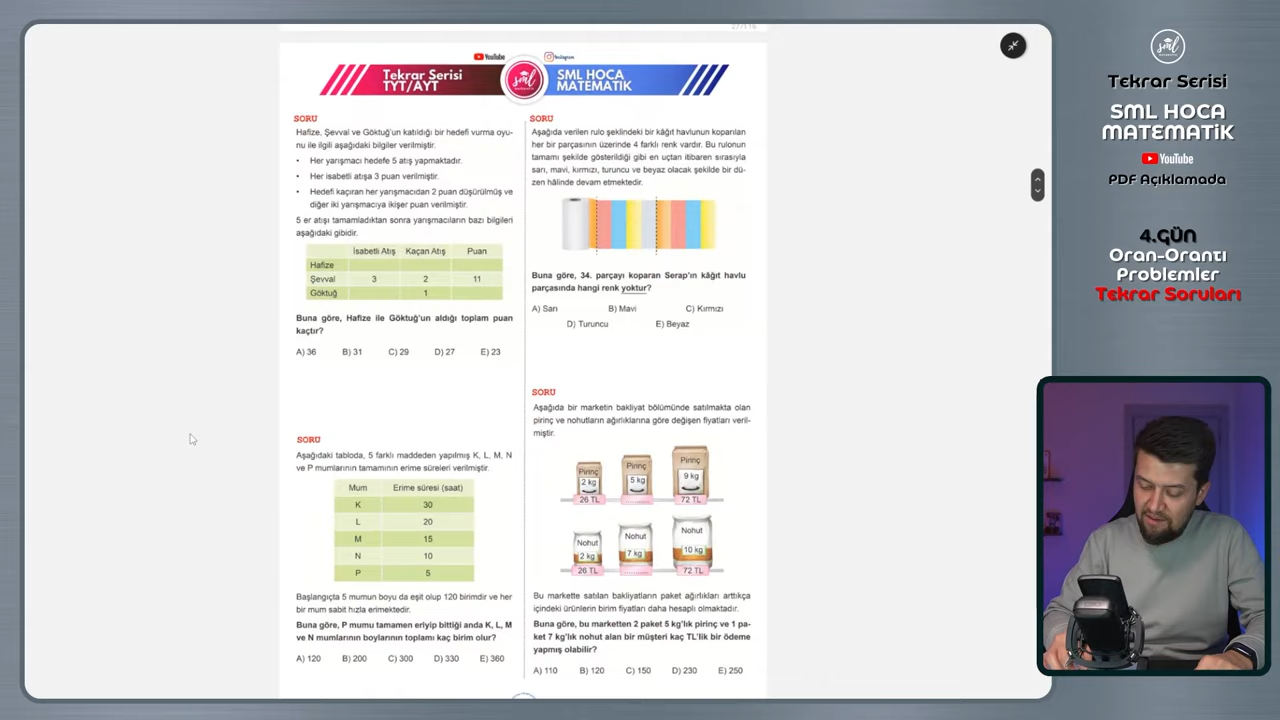 27/116
YouTube
Instagram
Tekrar Serisi
TYT/AYT
sml
SML HOCA
MATEMATİK
SORU
Hafize, Şevval ve Göktuğ'un katıldığı bir hedefi vurma oyu-
nu ile ilgili aşağıdaki bilgiler verilmiştir.
• Her yarışmacı hedefe 5 atış yapmaktadır.
• Her isabetli atışa 3 puan verilmiştir.
• Hedefi kaçıran her yarışmacıdan 2 puan düşürülmüş ve
diğer iki yarışmacıya ikişer puan verilmiştir.
5 er atışı tamamladıktan sonra yarışmacıların bazı bilgileri
aşağıdaki gibidir.
İsabetli Atış Kaçan Atış Puan
Hafize
Şevval 3 2 11
Göktuğ 1
Buna göre, Hafize ile Göktuğ'un aldığı toplam puan
kaçtır?
A) 36 B) 31 C) 29 D) 27 E) 23
SORU
Aşağıdaki tabloda, 5 farklı maddeden yapılmış K, L, M, N
ve P mumlarının tamamının erime süreleri verilmiştir.
Mum Erime süresi (saat)
K 30
L 20
M 15
N 10
P 5
Başlangıçta 5 mumun boyu da eşit olup 120 birimdir ve her
bir mum sabit hızla erimektedir.
Buna göre, P mumu tamamen eriyip bittiği anda K, L, M
ve N mumlarının boylarının toplamı kaç birim olur?
A) 120 B) 200 C) 300 D) 330 E) 360
SORU
Aşağıda verilen rulo şeklindeki bir kâğıt havlunun koparılan
her bir parçasının üzerinde 4 farklı renk vardır. Bu rulonun
tamamı şekilde gösterildiği gibi en uçtan itibaren sırasıyla
sarı, mavi, kırmızı, turuncu ve beyaz olacak şekilde bir dü-
zen hâlinde devam etmektedir.
Buna göre, 34. parçayı koparan Serap'ın kâğıt havlu
parçasında hangi renk yoktur?
A) Sarı B) Mavi C) Kırmızı
D) Turuncu E) Beyaz
SORU
Aşağıda bir marketin bakliyat bölümünde satılmakta olan
pirinç ve nohutların ağırlıklarına göre değişen fiyatları veril-
miştir.
Pirinç 2 kg Pirinç 5 kg Pirinç 9 kg
26 TL 72 TL
Nohut 2 kg Nohut 7 kg Nohut 10 kg
26 TL 72 TL
Bu markette satılan bakliyatların paket ağırlıkları arttıkça
içindeki ürünlerin birim fiyatları daha hesaplı olmaktadır.
Buna göre, bu marketten 2 paket 5 kg'lık pirinç ve 1 pa-
ket 7 kg'lık nohut alan bir müşteri kaç TL'lik bir ödeme
yapmış olabilir?
A) 110 B) 120 C) 150 D) 230 E) 250
sml
Tekrar Serisi
SML HOCA
MATEMATİK
YouTube
PDF Açıklamada
4.GÜN
Oran-Orantı
Problemler
Tekrar Soruları